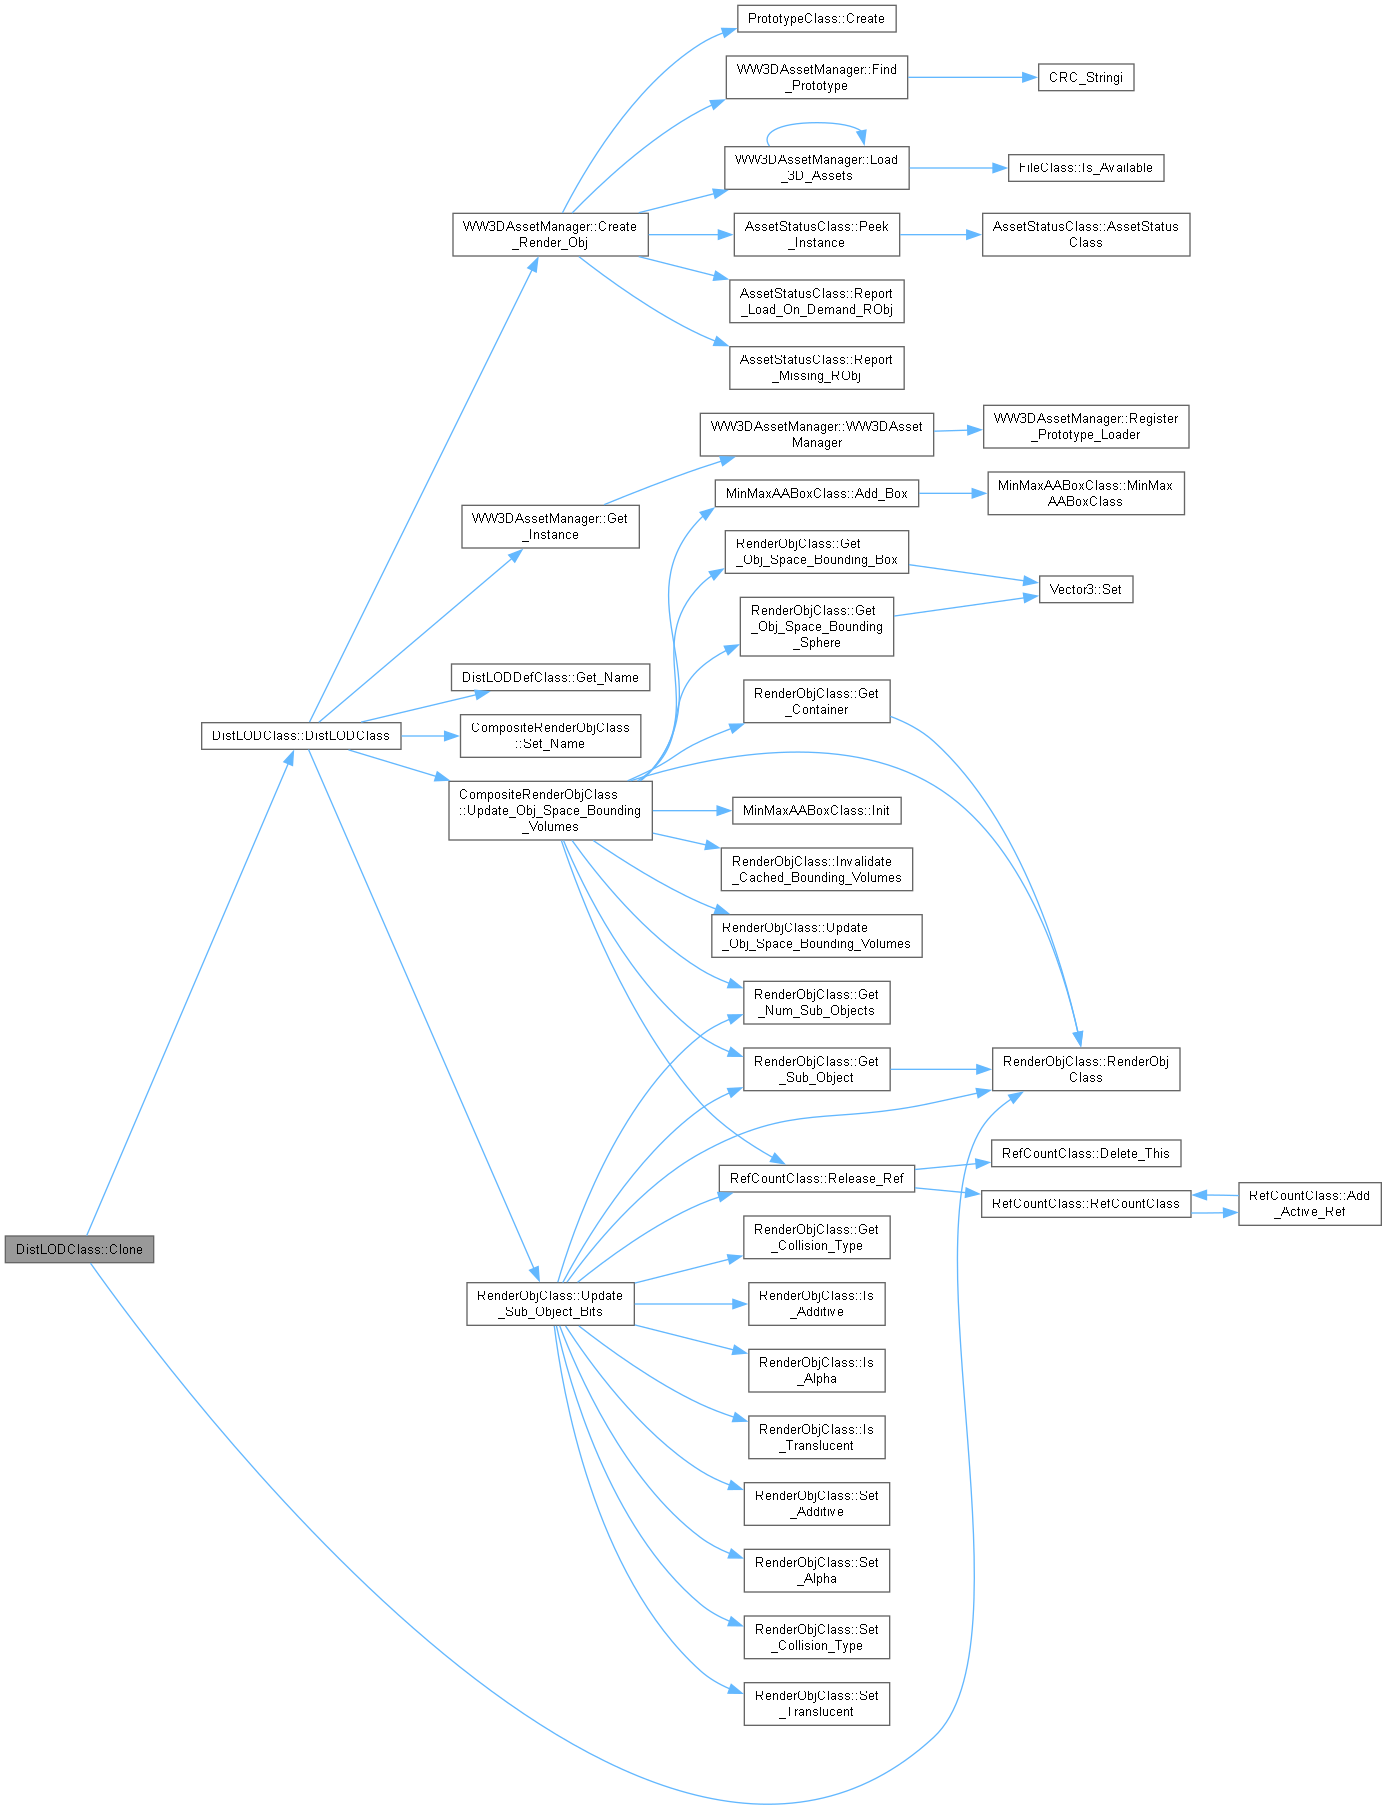 PrototypeClass::Create
WW3DAssetManager::Find
_Prototype
CRC_Stringi
WW3DAssetManager::Load
_3D_Assets
FileClass::Is_Available
WW3DAssetManager::Create
_Render_Obj
AssetStatusClass::Peek
_Instance
AssetStatusClass::AssetStatus
Class
AssetStatusClass::Report
_Load_On_Demand_RObj
AssetStatusClass::Report
_Missing_RObj
WW3DAssetManager::WW3DAsset
Manager
WW3DAssetManager::Register
_Prototype_Loader
MinMaxAABoxClass::Add_Box
MinMaxAABoxClass::MinMax
AABoxClass
WW3DAssetManager::Get
_Instance
RenderObjClass::Get
_Obj_Space_Bounding_Box
Vector3::Set
RenderObjClass::Get
_Obj_Space_Bounding
_Sphere
DistLODDefClass::Get_Name
RenderObjClass::Get
_Container
DistLODClass::DistLODClass
CompositeRenderObjClass
::Set_Name
CompositeRenderObjClass
::Update_Obj_Space_Bounding
_Volumes
MinMaxAABoxClass::Init
RenderObjClass::Invalidate
_Cached_Bounding_Volumes
RenderObjClass::Update
_Obj_Space_Bounding_Volumes
RenderObjClass::Get
_Num_Sub_Objects
RenderObjClass::Get
_Sub_Object
RenderObjClass::RenderObj
Class
RefCountClass::Delete_This
RefCountClass::Release_Ref
RefCountClass::RefCountClass
RefCountClass::Add
_Active_Ref
DistLODClass::Clone
RenderObjClass::Get
_Collision_Type
RenderObjClass::Update
_Sub_Object_Bits
RenderObjClass::Is
_Additive
RenderObjClass::Is
_Alpha
RenderObjClass::Is
_Translucent
RenderObjClass::Set
_Additive
RenderObjClass::Set
_Alpha
RenderObjClass::Set
_Collision_Type
RenderObjClass::Set
_Translucent